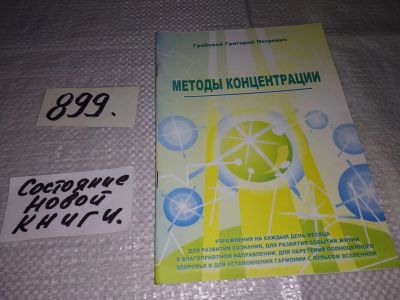 899.
Состояние
новой
книги.
Грабовой Григорий Петрович
МЕТОДЫ КОНЦЕНТРАЦИИ
УПРАЖНЕНИЯ НА КАЖДЫЙ ДЕНЬ МЕСЯЦА
ДЛЯ РАЗВИТИЯ СОЗНАНИЯ, ДЛЯ РАЗВИТИЯ СОБЫТИЙ ЖИЗНИ
В БЛАГОПРИЯТНОМ НАПРАВЛЕНИИ, ДЛЯ ОБРЕТЕНИЯ ПОЛНОЦЕННОГО
ЗДОРОВЬЯ И ДЛЯ УСТАНОВЛЕНИЯ ГАРМОНИИ С ПУЛЬСОМ ВСЕЛЕННОЙ